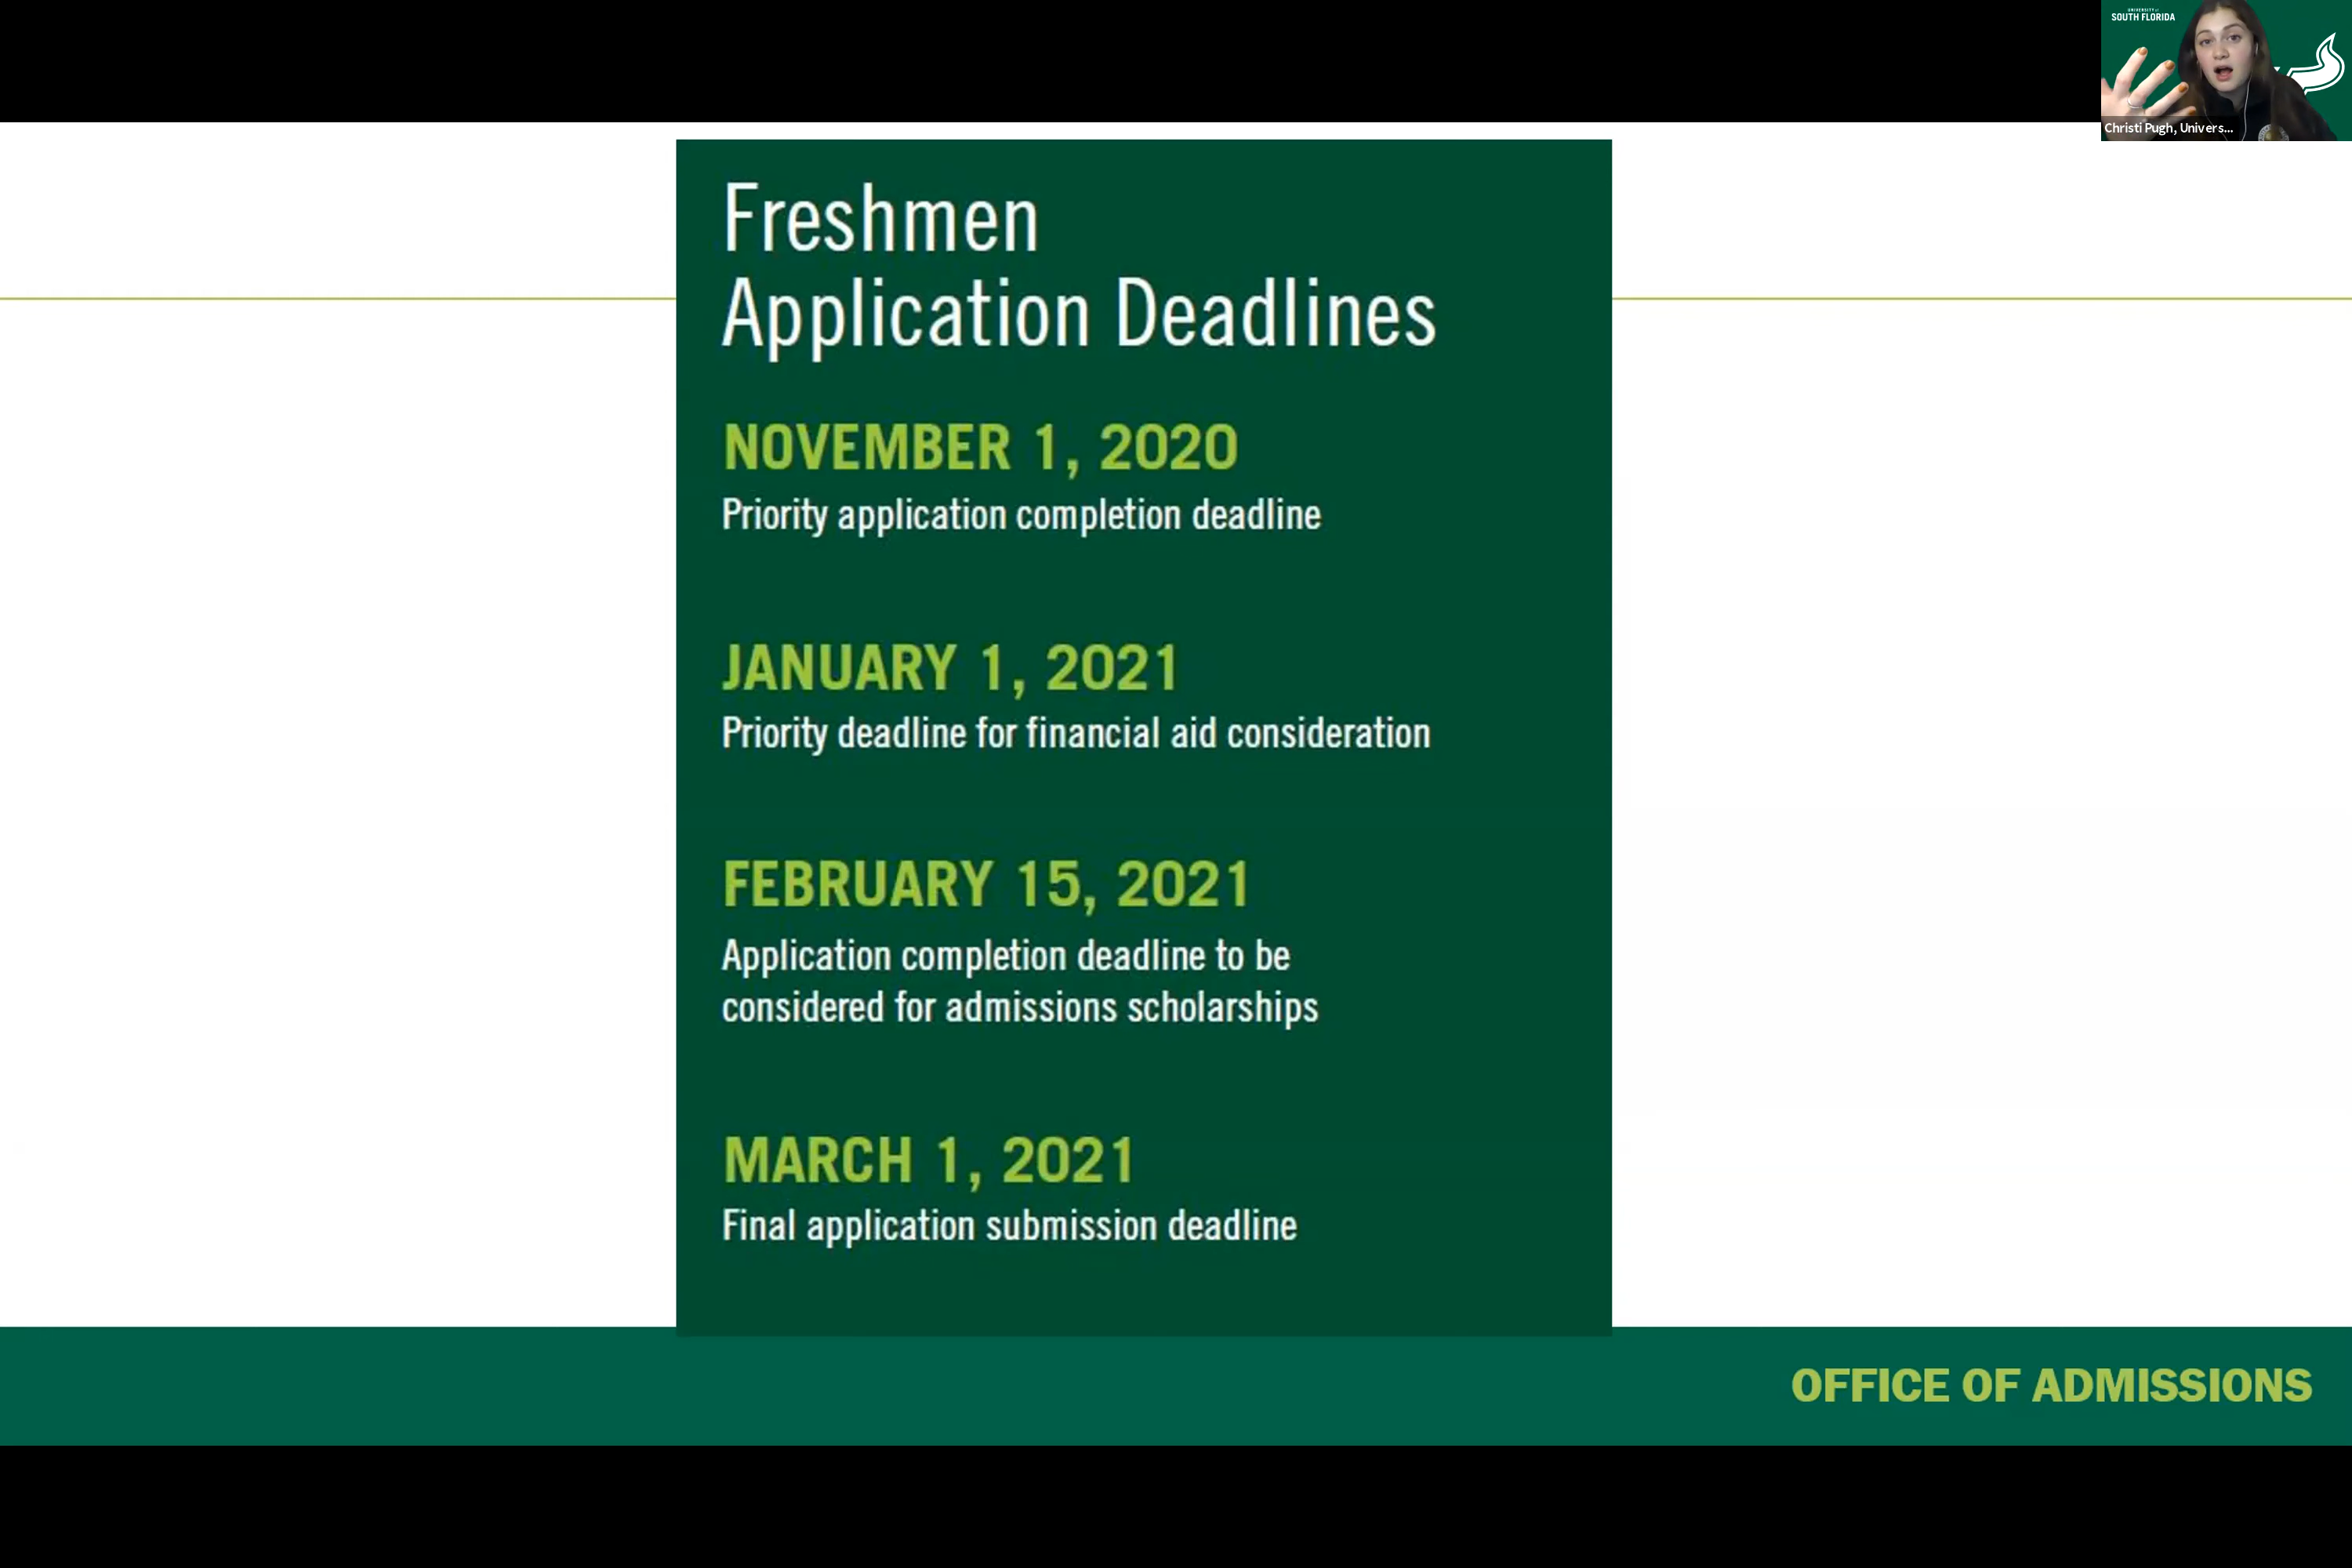 UNIVERSITY of
SOUTH FLORIDA
Christi Pugh, Univers...
Freshmen
Application Deadlines
NOVEMBER 1, 2020
Priority application completion deadline
JANUARY 1, 2021
Priority deadline for financial aid consideration
FEBRUARY 15, 2021
Application completion deadline to be
considered for admissions scholarships
MARCH 1, 2021
Final application submission deadline
OFFICE OF ADMISSIONS